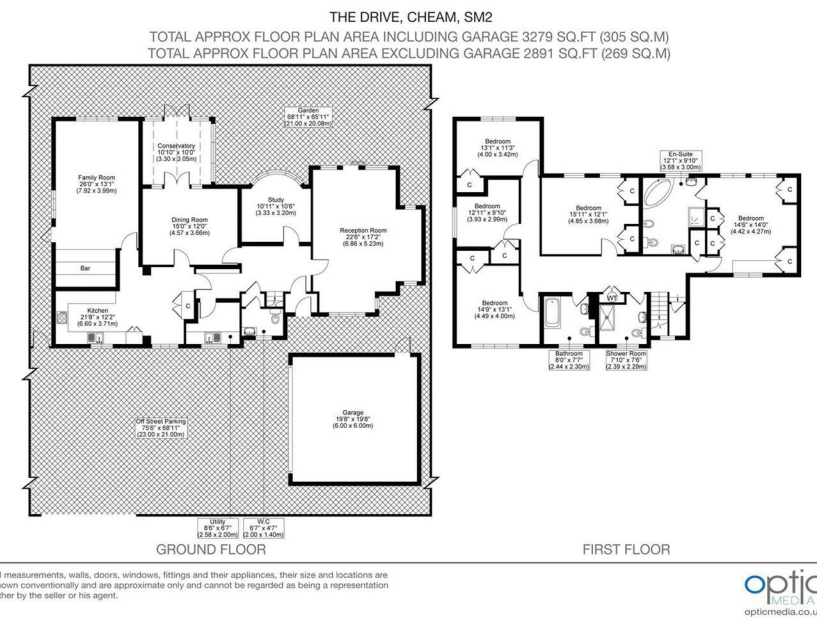 THE DRIVE, CHEAM, SM2
TOTAL APPROX FLOOR PLAN AREA INCLUDING GARAGE 3279 SQ.FT (305 SQ.M)
TOTAL APPROX FLOOR PLAN AREA EXCLUDING GARAGE 2891 SQ.FT (269 SQ.M)
Garden
68'11" x 65'11"
(21.00 x 20.08m)
Conservatory
10'10" x 10'0"
(3.30 x 3.05m)
Family Room
26'0" x 13'1"
(7.92 x 3.99m)
Study
10'11" x 10'6"
(3.33 x 3.20m)
Dining Room
15'0" x 12'0"
(4.57 x 3.66m)
Reception Room
22'6" x 17'2"
(6.86 x 5.23m)
Bar
Kitchen
21'8" x 12'2"
(6.60 x 3.71m)
C
C
Garage
19'8" x 19'8"
(6.00 x 6.00m)
Off Street Parking
75'6" x 68'11"
(23.00 x 21.00m)
Utility
8'6" x 6'7"
(2.58 x 2.00m)
W.C
6'7" x 4'7"
(2.00 x 1.40m)
GROUND FLOOR
Bedroom
13'1" x 11'3"
(4.00 x 3.42m)
En-Suite
12'1" x 9'10"
(3.68 x 3.00m)
C
C
C
Bedroom
12'11" x 9'10"
(3.93 x 2.99m)
Bedroom
15'11" x 12'1"
(4.85 x 3.68m)
Bedroom
14'6" x 14'0"
(4.42 x 4.27m)
C
C
C
C
C
C
C
WT
Bedroom
14'9" x 13'1"
(4.49 x 4.00m)
Bathroom
8'0" x 7'7"
(2.44 x 2.30m)
Shower Room
7'10" x 7'6"
(2.39 x 2.29m)
FIRST FLOOR
l measurements, walls, doors, windows, fittings and their appliances, their size and locations are
own conventionally and are approximate only and cannot be regarded as being a representation
ther by the seller or his agent.
optic
MEDIA
opticmedia.co.u